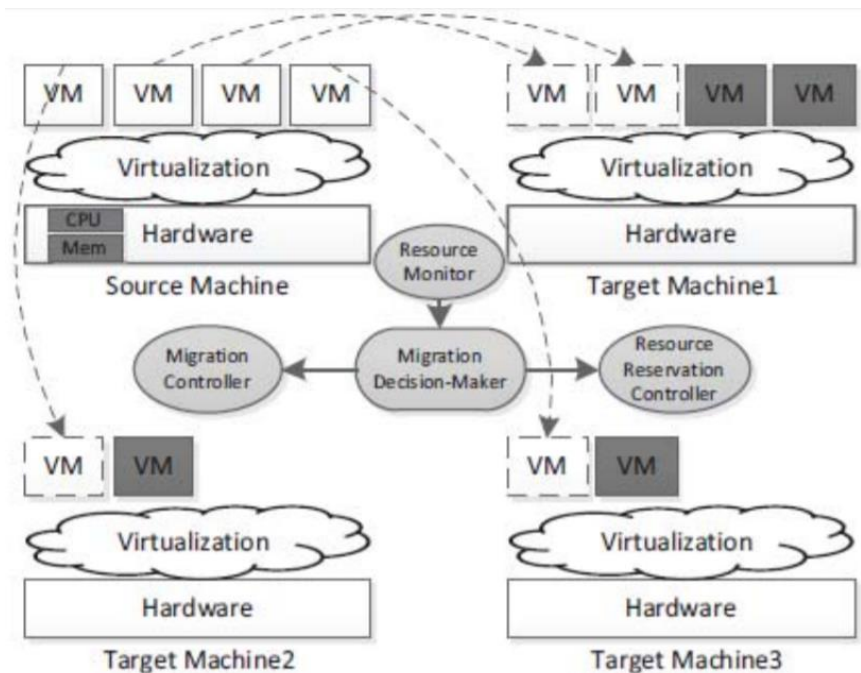 VM VM VM VM
VM VM VM VM
Virtualization
Virtualization
CPU
Mem
Hardware
Hardware
Source Machine
Target Machine1
Resource
Monitor
Migration
Controller
Migration
Decision-Maker
Resource
Reservation
Controller
VM VM
VM VM
Virtualization
Virtualization
Hardware
Hardware
Target Machine2
Target Machine3